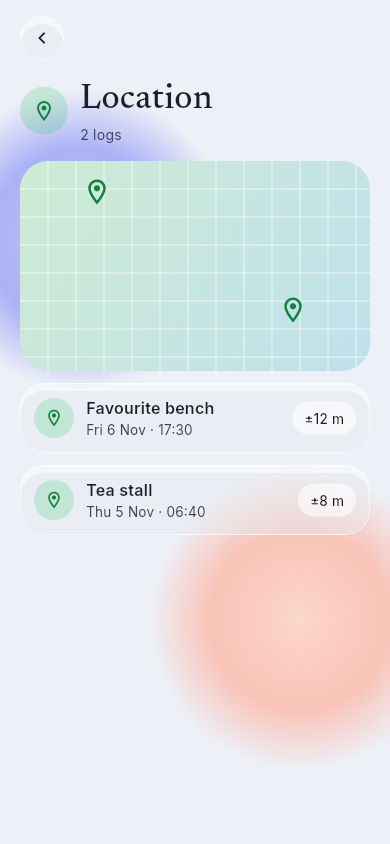 Location
2 logs
Favourite bench
Fri 6 Nov · 17:30
±12 m
Tea stall
Thu 5 Nov · 06:40
±8 m